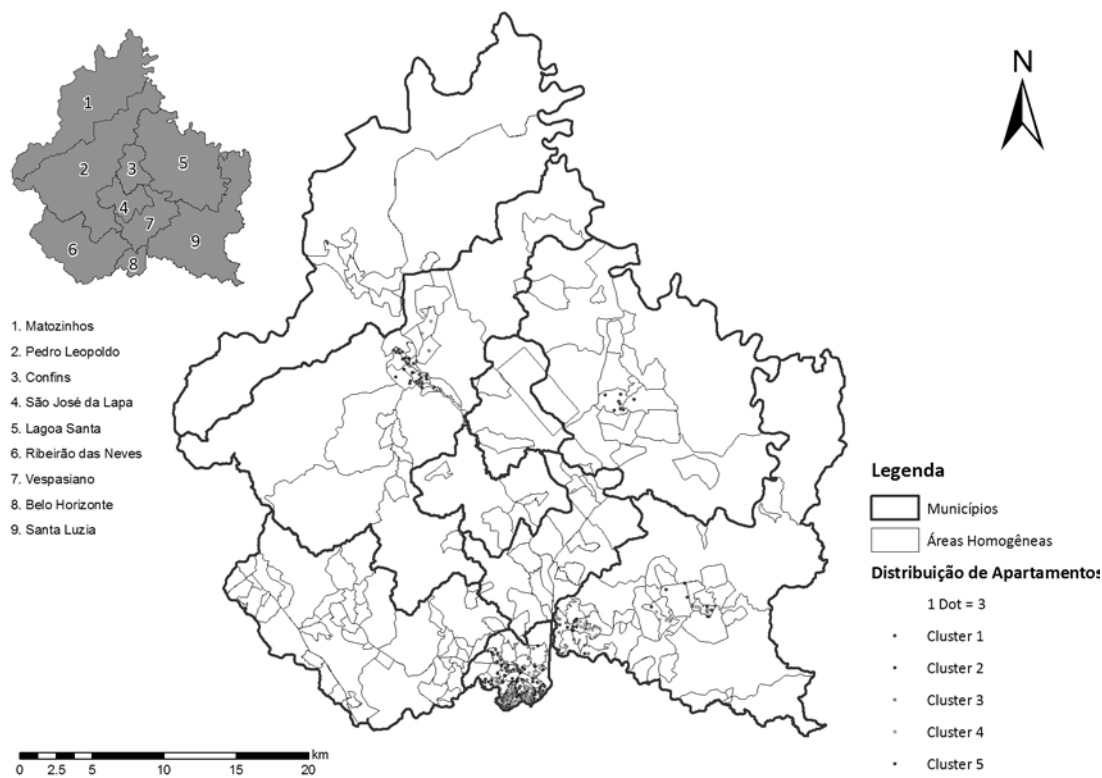 1
2
3
4
5
6
7
8
9
1. Matozinhos
2. Pedro Leopoldo
3. Confins
4. São José da Lapa
5. Lagoa Santa
6. Ribeirão das Neves
7. Vespasiano
8. Belo Horizonte
9. Santa Luzia
N
Legenda
Municípios
Áreas Homogêneas
Distribuição de Apartamentos
1 Dot = 3
Cluster 1
Cluster 2
Cluster 3
Cluster 4
Cluster 5
km
0 2.5 5 10 15 20